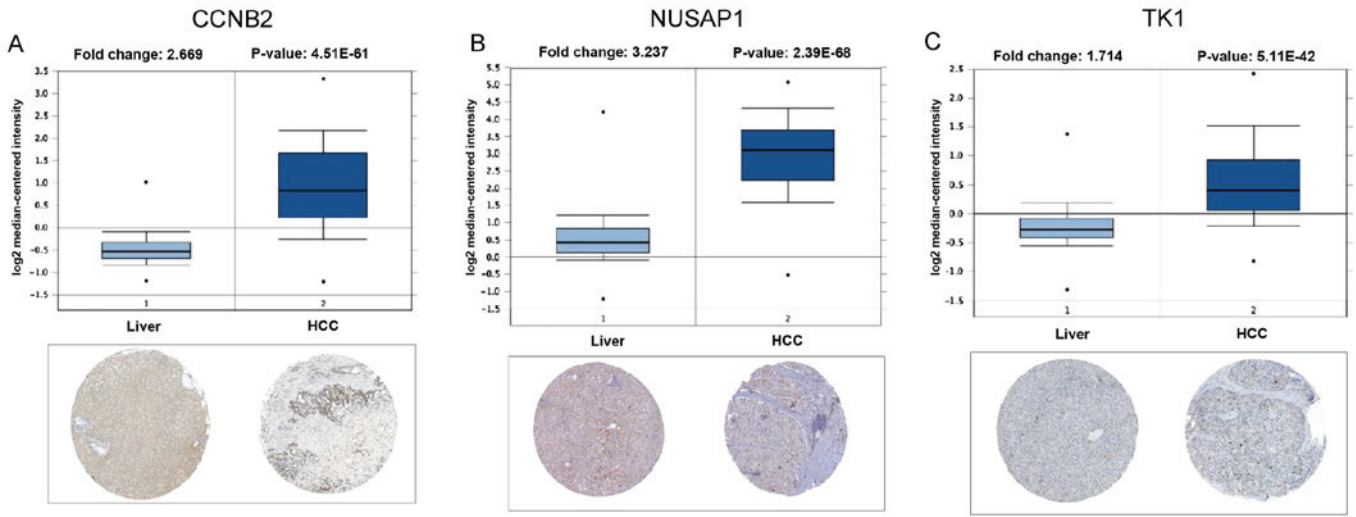 CCNB2
NUSAP1
TK1
A
Fold change: 2.669
P-value: 4.51E-61
log2 median-centered intensity
3.5
3.0
2.5
2.0
1.5
1.0
0.5
0.0
-0.5
-1.0
-1.5
1
2
Liver
HCC
B
Fold change: 3.237
P-value: 2.39E-68
log2 median-centered intensity
5.5
5.0
4.5
4.0
3.5
3.0
2.5
2.0
1.5
1.0
0.5
0.0
-0.5
-1.0
-1.5
1
2
Liver
HCC
C
Fold change: 1.714
P-value: 5.11E-42
log2 median-centered intensity
2.5
2.0
1.5
1.0
0.5
0.0
-0.5
-1.0
-1.5
1
2
Liver
HCC